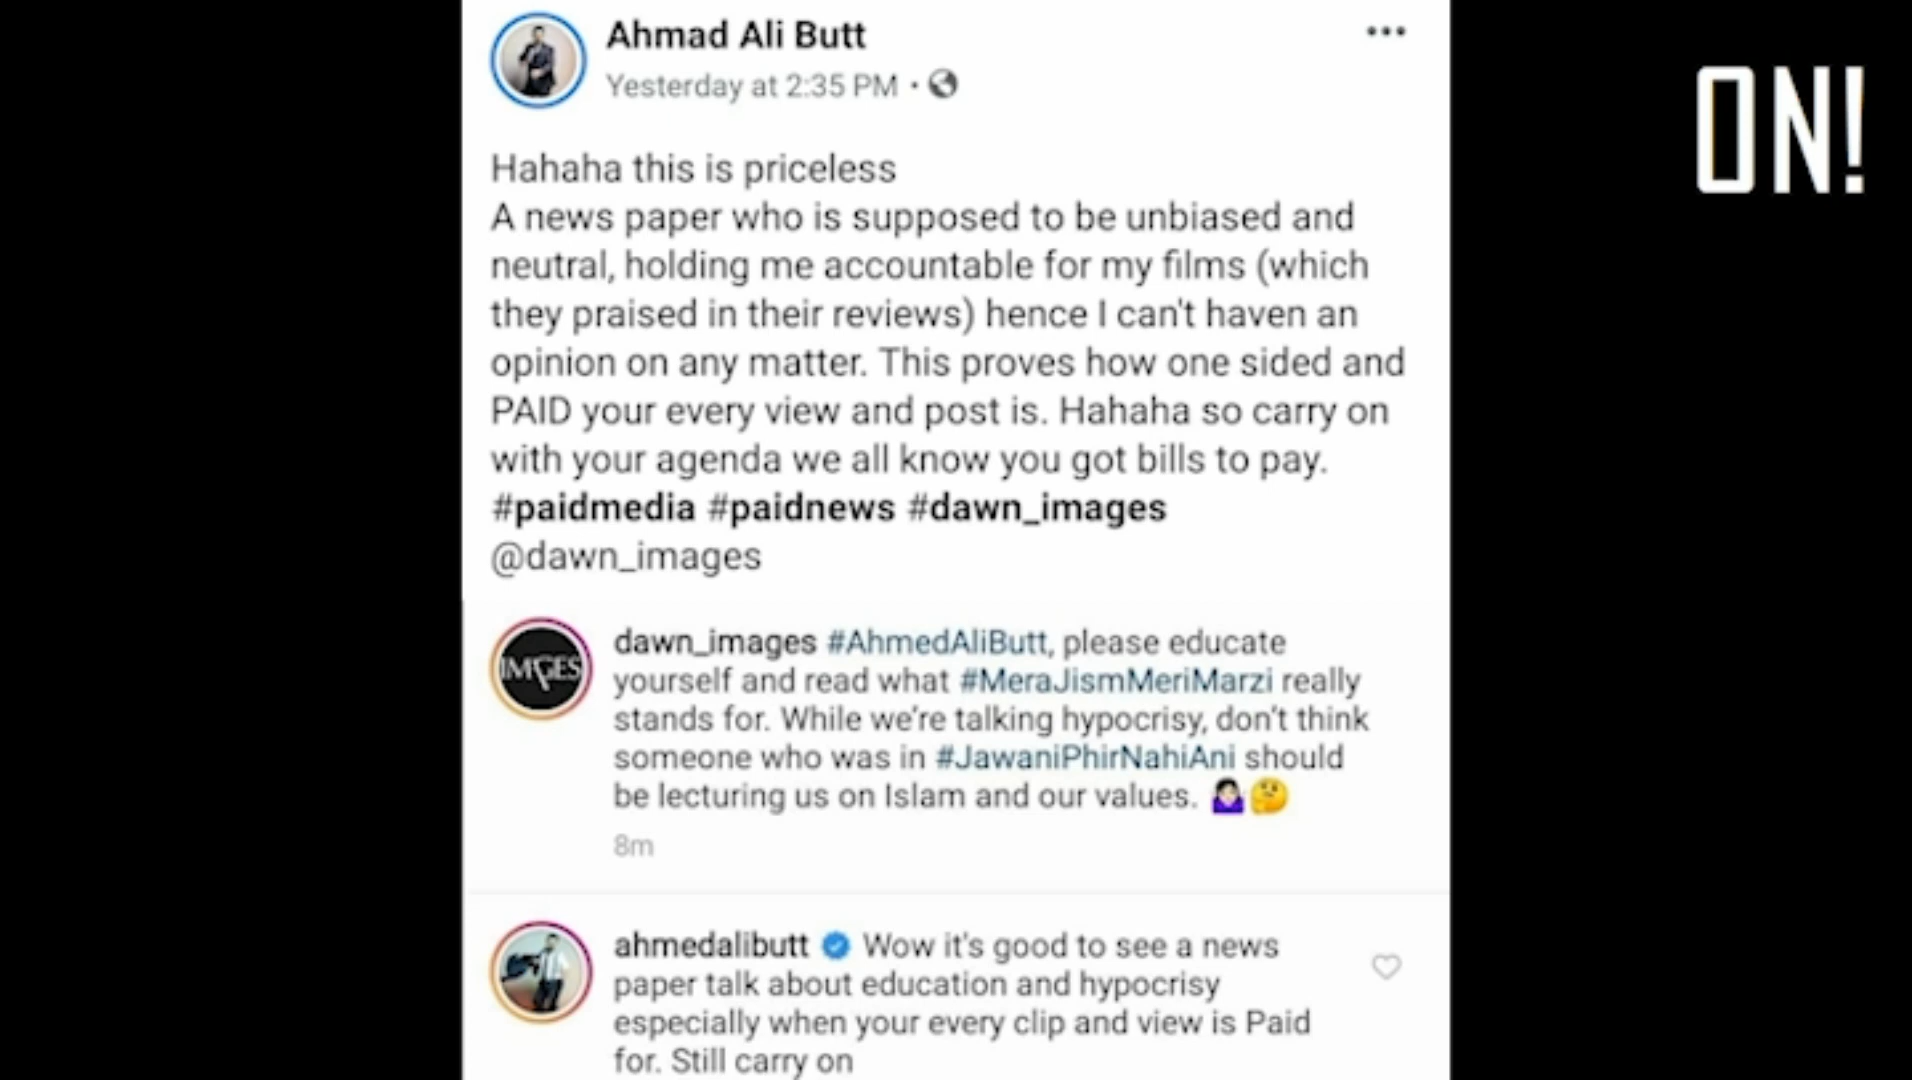 Ahmad Ali Butt
Yesterday at 2:35 PM ·
ON!
Hahaha this is priceless
A news paper who is supposed to be unbiased and
neutral, holding me accountable for my films (which
they praised in their reviews) hence I can't haven an
opinion on any matter. This proves how one sided and
PAID your every view and post is. Hahaha so carry on
with your agenda we all know you got bills to pay.
#paidmedia #paidnews #dawn_images
@dawn_images
IMAGES
dawn_images #AhmedAliButt, please educate
yourself and read what #MeraJismMeriMarzi really
stands for. While we're talking hypocrisy, don't think
someone who was in #JawaniPhirNahiAni should
be lecturing us on Islam and our values. 🤷‍♀️🤔
8m
ahmedalibutt Wow it's good to see a news
paper talk about education and hypocrisy
especially when your every clip and view is Paid
for. Still carry on